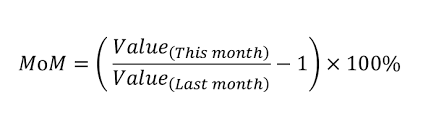 MoM = ( Value(This month) / Value(Last month) − 1 ) × 100%